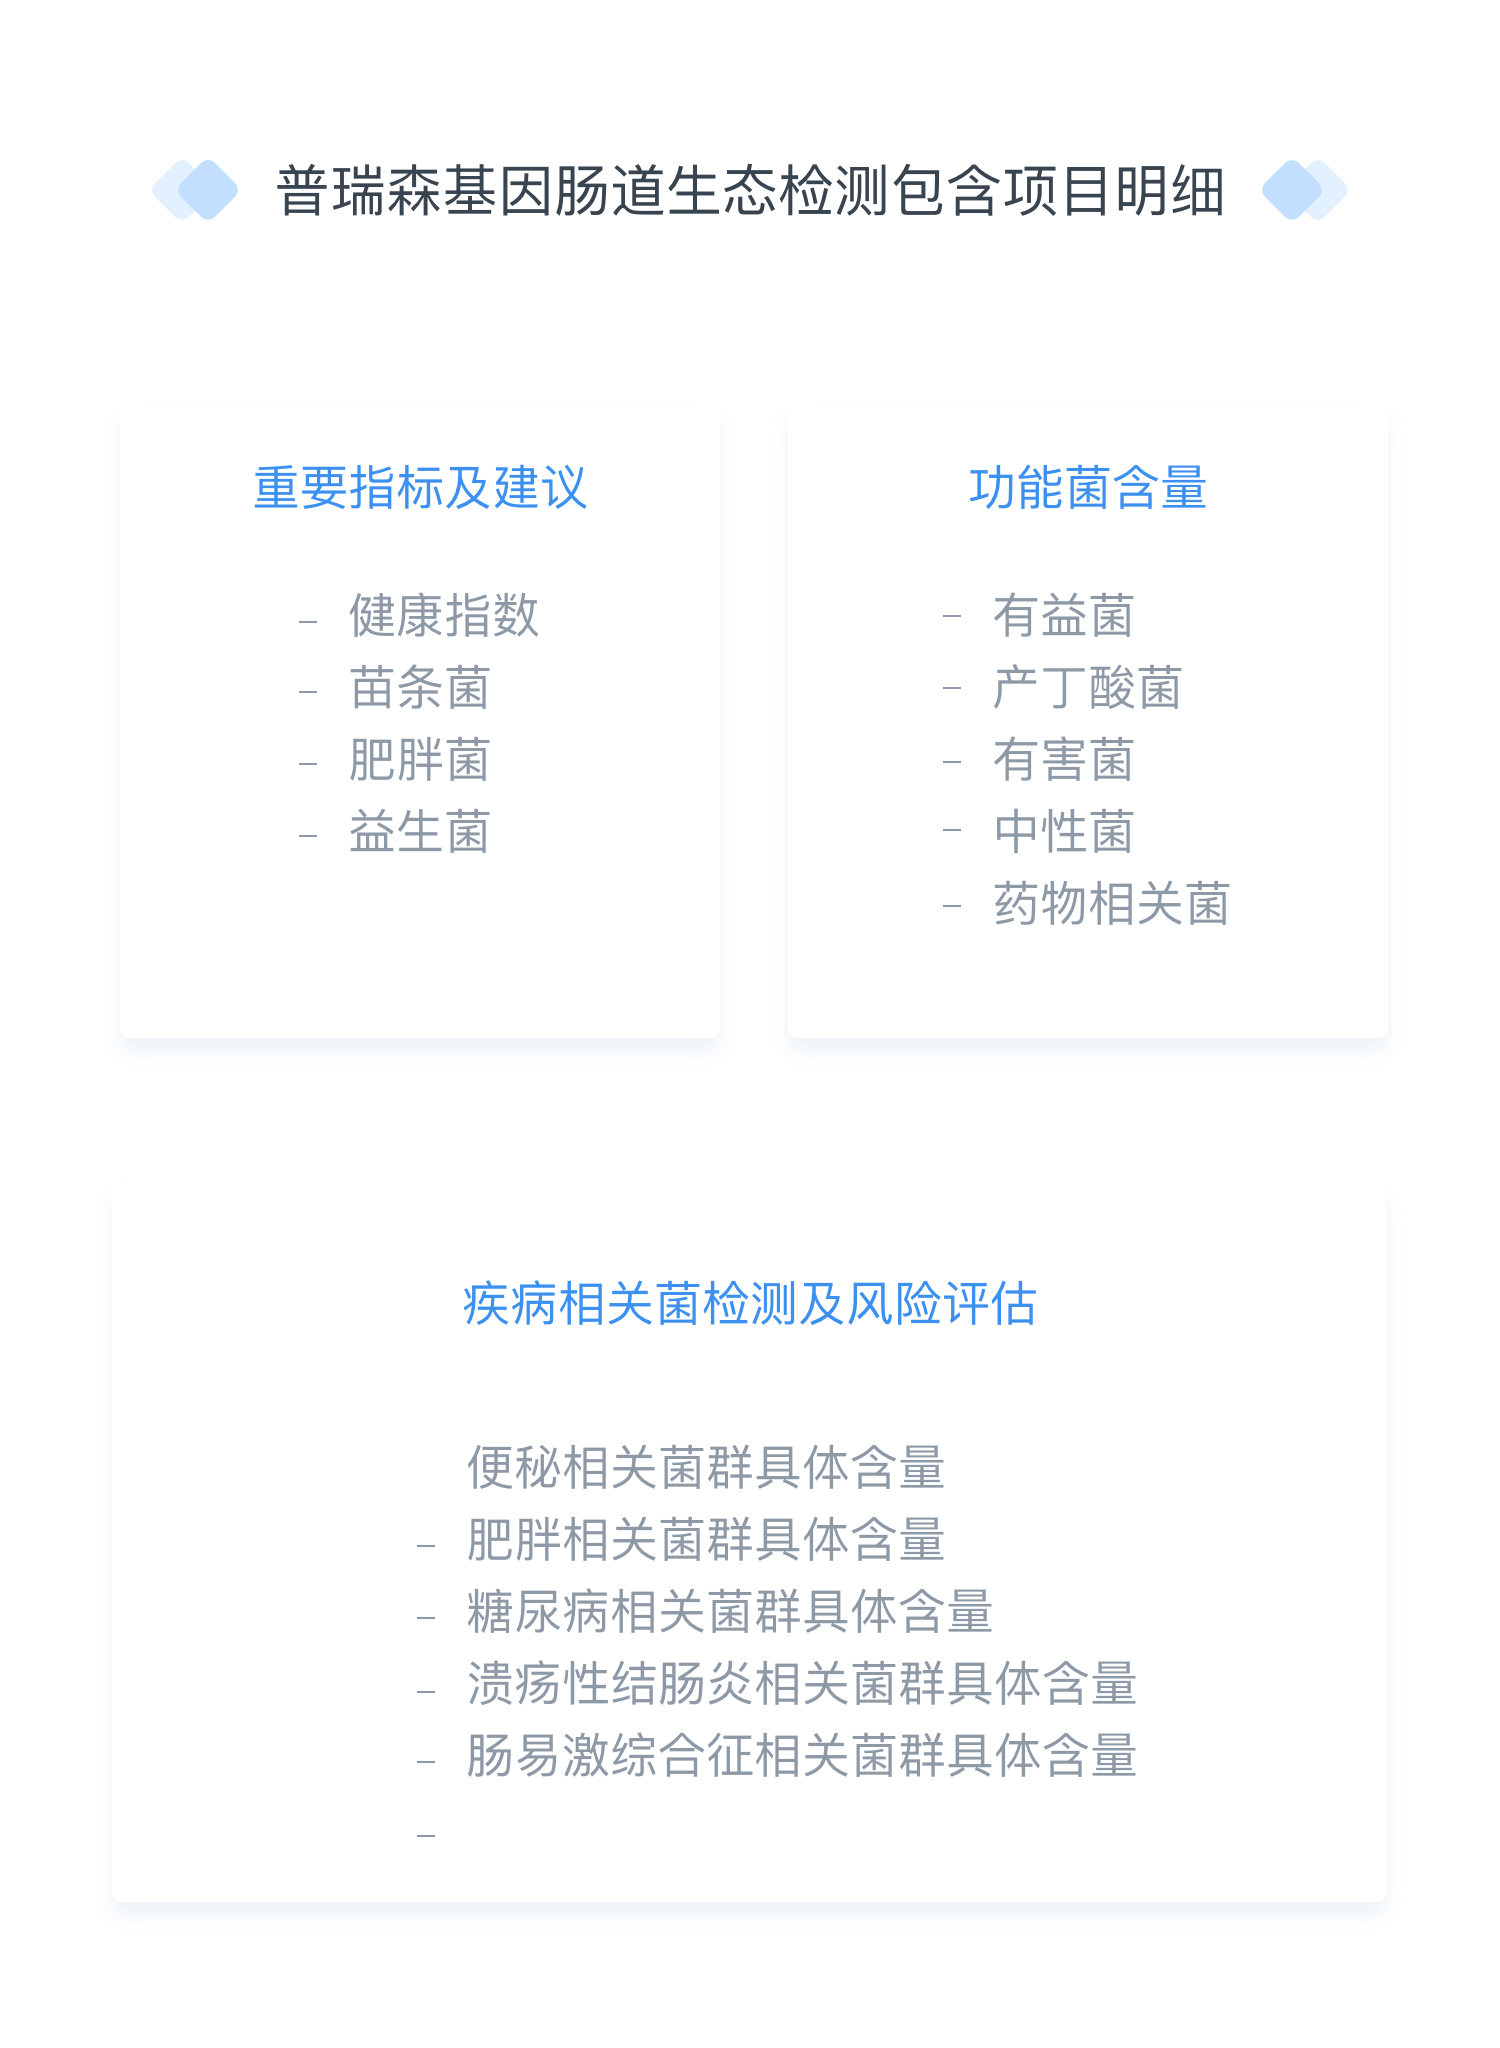 普瑞森基因肠道生态检测包含项目明细
重要指标及建议
– 健康指数
– 苗条菌
– 肥胖菌
– 益生菌
功能菌含量
– 有益菌
– 产丁酸菌
– 有害菌
– 中性菌
– 药物相关菌
疾病相关菌检测及风险评估
便秘相关菌群具体含量
– 肥胖相关菌群具体含量
– 糖尿病相关菌群具体含量
– 溃疡性结肠炎相关菌群具体含量
– 肠易激综合征相关菌群具体含量
–